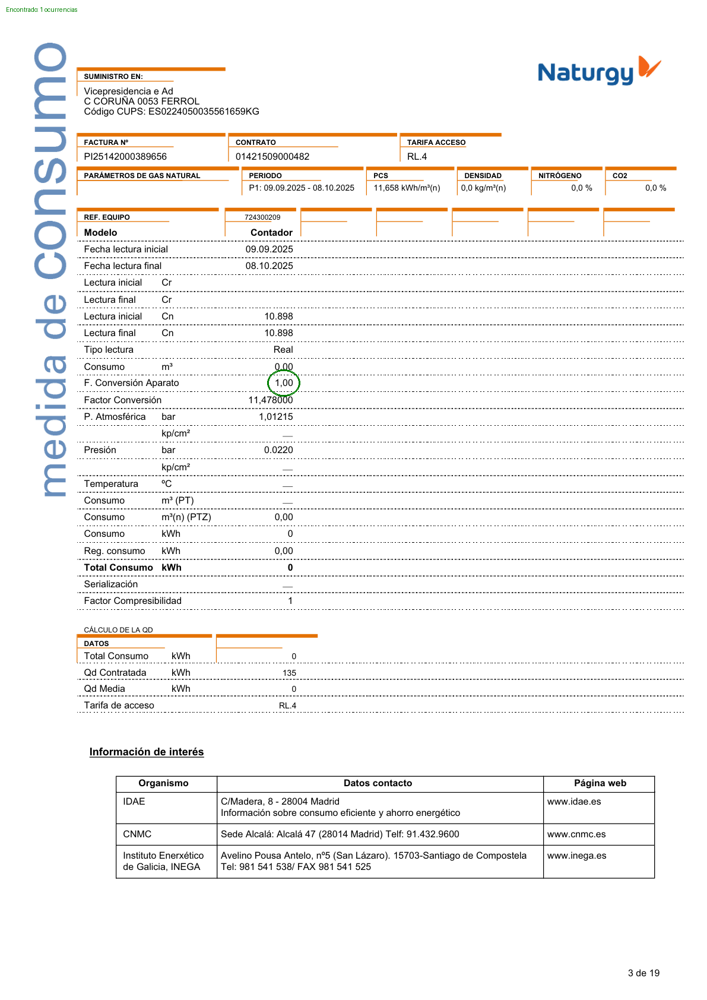 Encontrado: 1 ocurrencias
medida de consumo
Naturgy
SUMINISTRO EN:
Vicepresidencia e Ad
C CORUÑA 0053 FERROL
Código CUPS: ES0224050035561659KG
FACTURA Nº CONTRATO TARIFA ACCESO
PI25142000389656 01421509000482 RL.4
PARÁMETROS DE GAS NATURAL PERIODO PCS DENSIDAD NITRÓGENO CO2
P1: 09.09.2025 - 08.10.2025 11,658 kWh/m³(n) 0,0 kg/m³(n) 0,0 % 0,0 %
REF. EQUIPO 724300209
Modelo Contador
Fecha lectura inicial 09.09.2025
Fecha lectura final 08.10.2025
Lectura inicial Cr
Lectura final Cr
Lectura inicial Cn 10.898
Lectura final Cn 10.898
Tipo lectura Real
Consumo m³ 0,00
F. Conversión Aparato 1,00
Factor Conversión 11,478000
P. Atmosférica bar 1,01215
kp/cm² __
Presión bar 0.0220
kp/cm² __
Temperatura ºC __
Consumo m³ (PT) __
Consumo m³(n) (PTZ) 0,00
Consumo kWh 0
Reg. consumo kWh 0,00
Total Consumo kWh 0
Serialización __
Factor Compresibilidad 1
CÁLCULO DE LA QD
DATOS
Total Consumo kWh 0
Qd Contratada kWh 135
Qd Media kWh 0
Tarifa de acceso RL.4
Información de interés
Organismo Datos contacto Página web
IDAE C/Madera, 8 - 28004 Madrid www.idae.es
Información sobre consumo eficiente y ahorro energético
CNMC Sede Alcalá: Alcalá 47 (28014 Madrid) Telf: 91.432.9600 www.cnmc.es
Instituto Enerxético Avelino Pousa Antelo, nº5 (San Lázaro). 15703-Santiago de Compostela www.inega.es
de Galicia, INEGA Tel: 981 541 538/ FAX 981 541 525
3 de 19